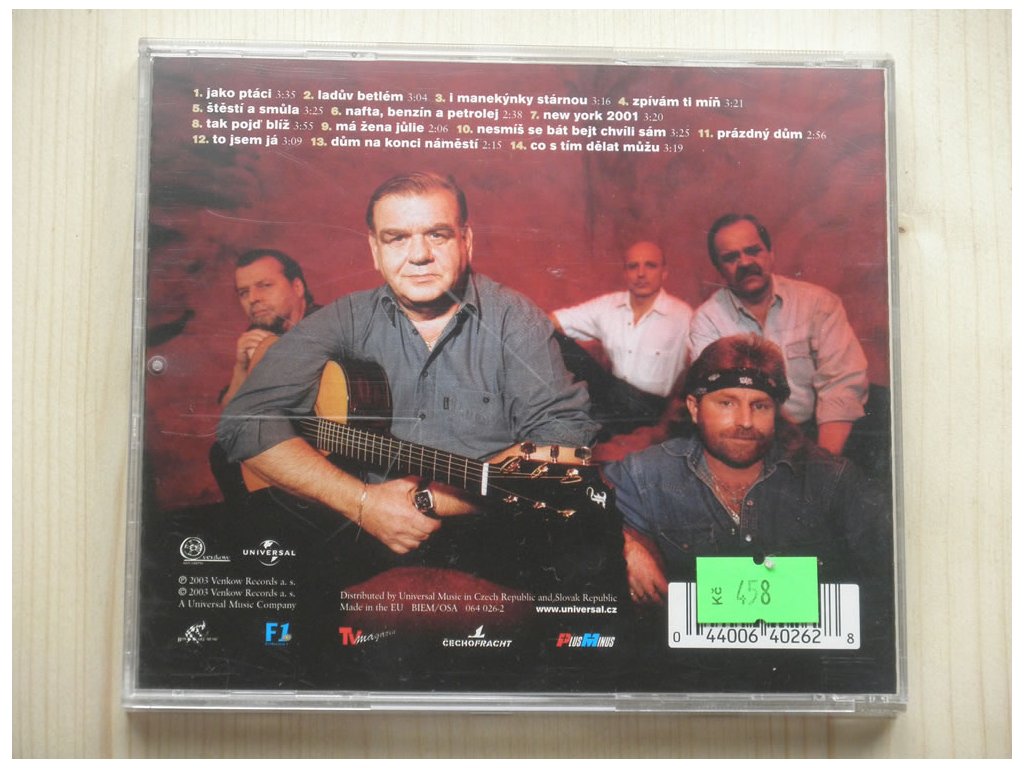 1. jako ptáci 3:35 2. ladův betlém 3:04 3. i manekýnky stárnou 3:16 4. zpívám ti míň 3:21
5. štěstí a smůla 3:25 6. nafta, benzín a petrolej 2:38 7. new york 2001 3:20
8. tak pojď blíž 3:55 9. má žena jůlie 2:06 10. nesmíš se bát bejt chvíli sám 3:25 11. prázdný dům 2:56
12. to jsem já 3:09 13. dům na konci náměstí 2:15 14. co s tím dělat můžu 3:19
UNIVERSAL
℗ 2003 Venkow Records a. s.
© 2003 Venkow Records a. s.
A Universal Music Company
Distributed by Universal Music in Czech Republic and Slovak Republic
Made in the EU BIEM/OSA 064 026-2 www.universal.cz
Kč 458
0 44006 40262 8
F1
TV magazin
ČECHOFRACHT
PLUS MINUS